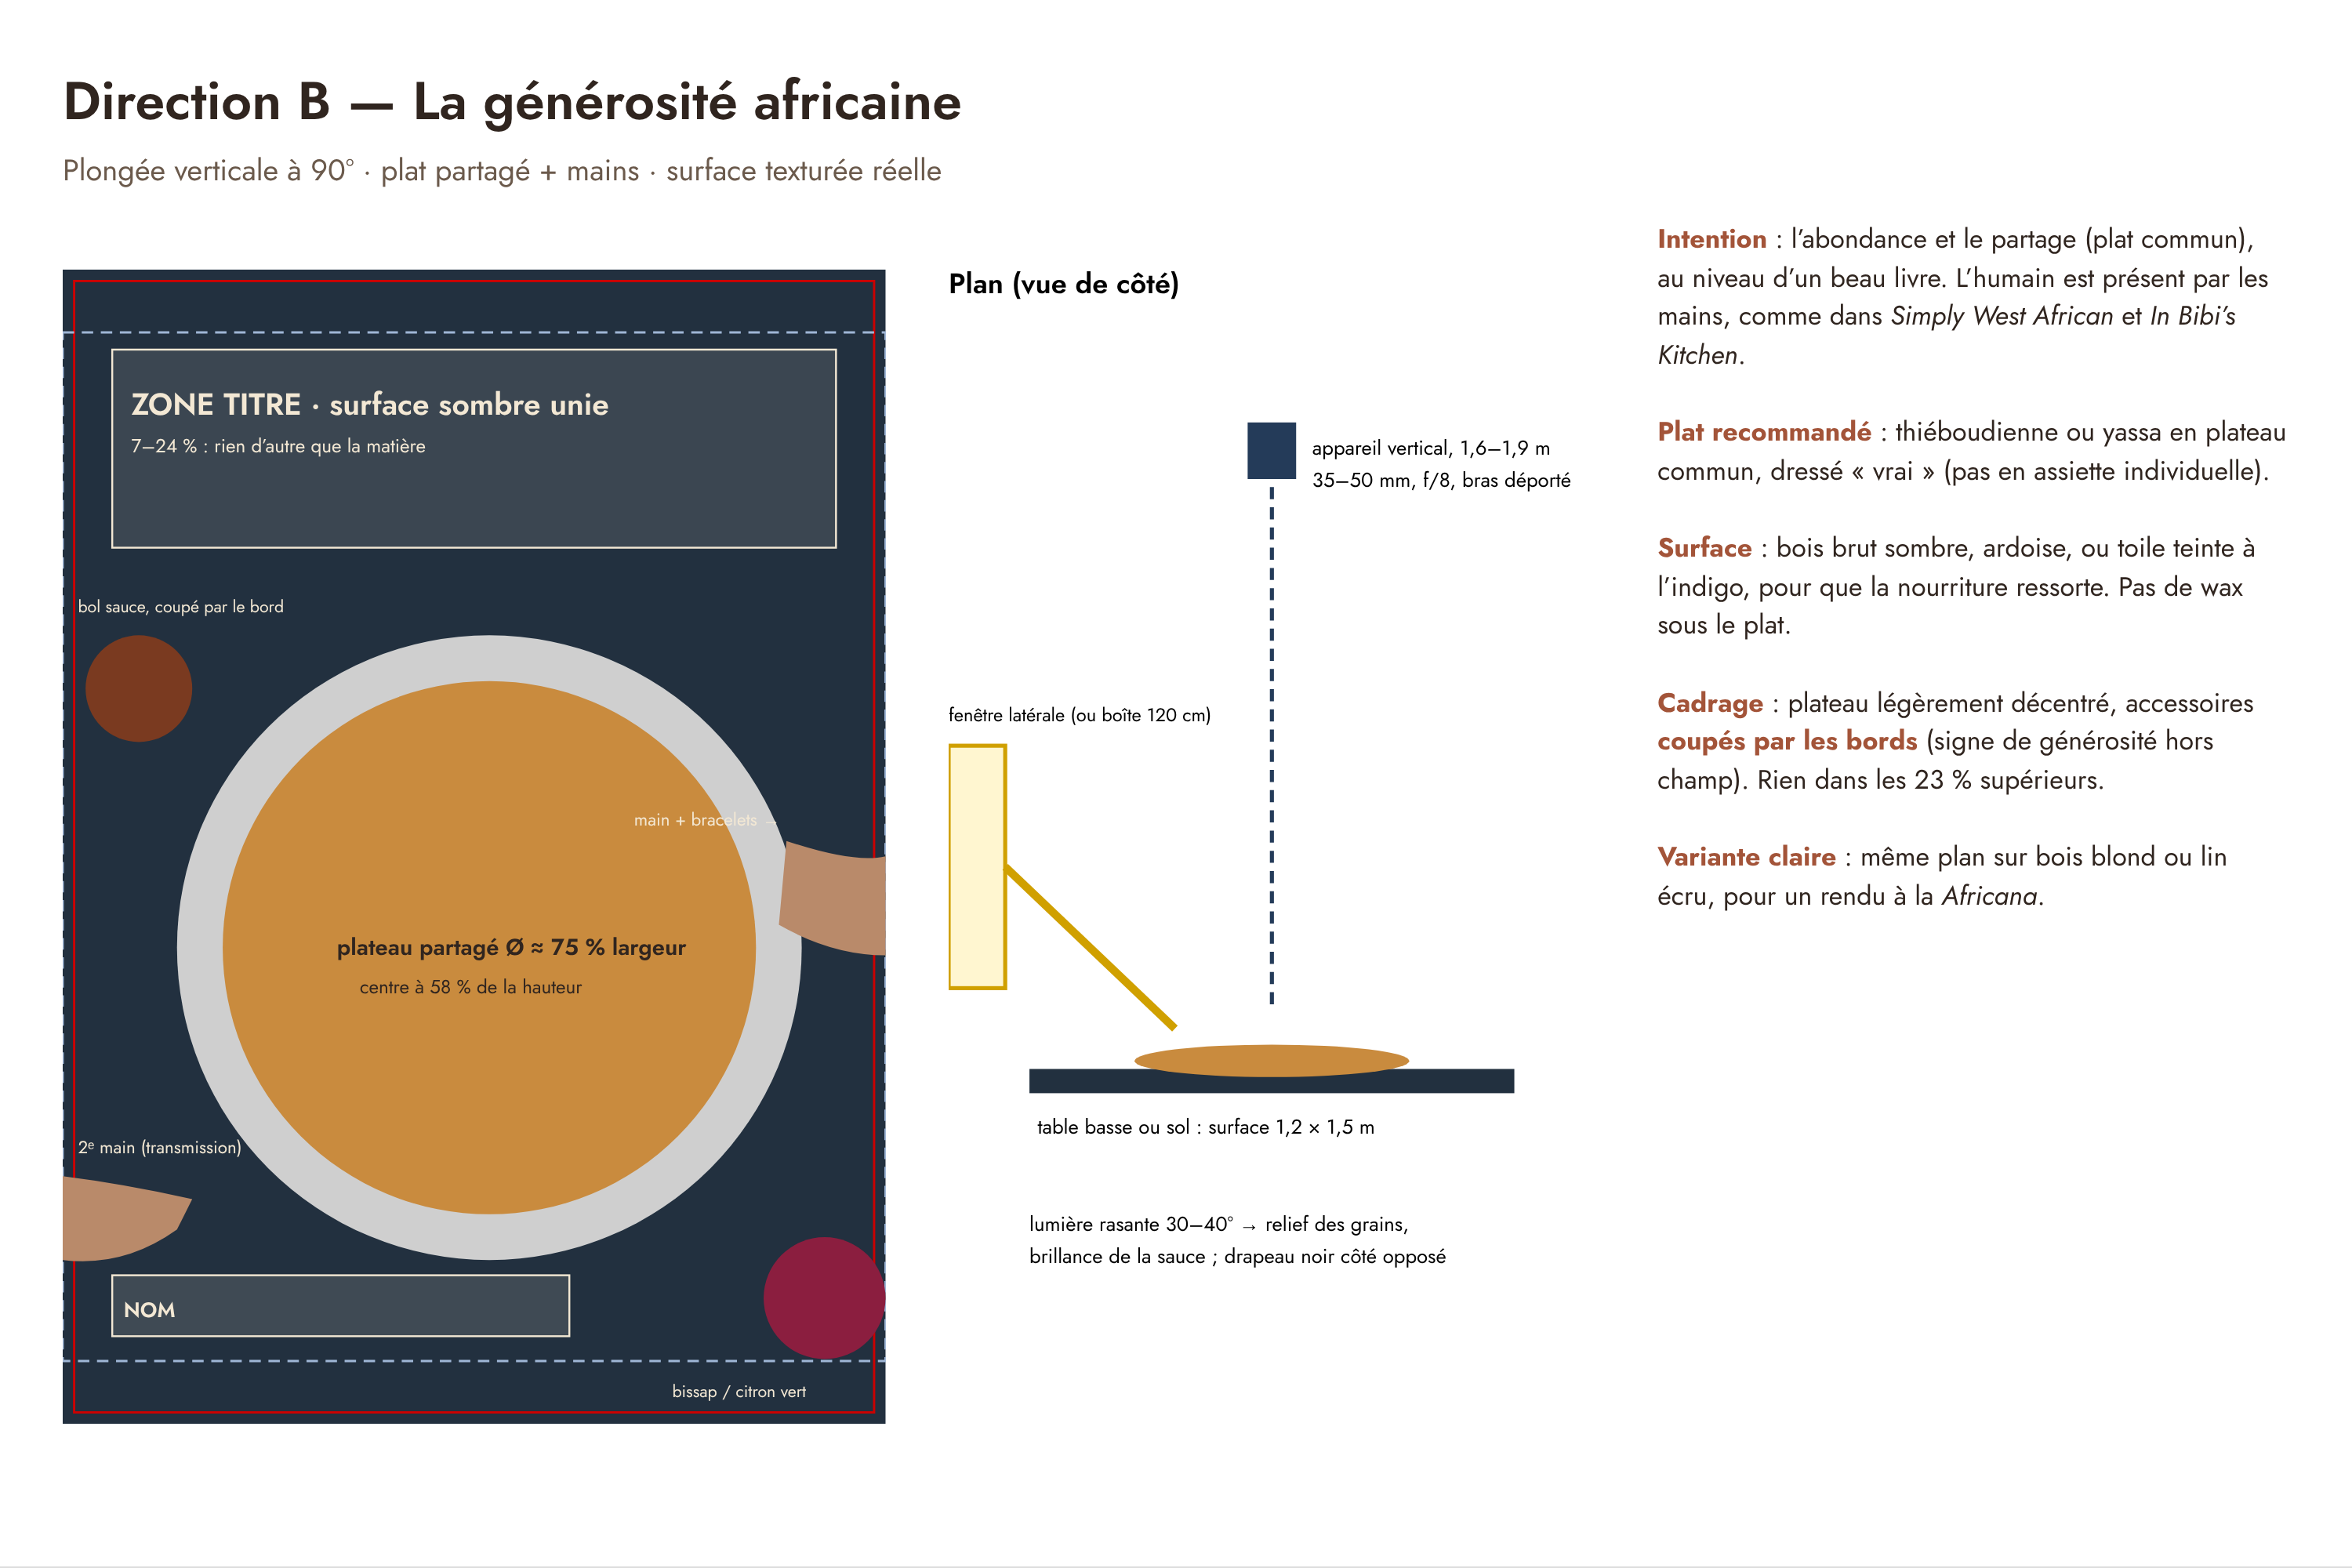 Direction B — La générosité africaine
Plongée verticale à 90° · plat partagé + mains · surface texturée réelle
ZONE TITRE · surface sombre unie
7–24 % : rien d’autre que la matière
bol sauce, coupé par le bord
main + bracelets →
plateau partagé Ø ≈ 75 % largeur
centre à 58 % de la hauteur
2ᵉ main (transmission)
NOM
bissap / citron vert
Plan (vue de côté)
appareil vertical, 1,6–1,9 m
35–50 mm, f/8, bras déporté
fenêtre latérale (ou boîte 120 cm)
table basse ou sol : surface 1,2 × 1,5 m
lumière rasante 30–40° → relief des grains,
brillance de la sauce ; drapeau noir côté opposé
Intention : l’abondance et le partage (plat commun),
au niveau d’un beau livre. L’humain est présent par les
mains, comme dans Simply West African et In Bibi’s
Kitchen.
Plat recommandé : thiéboudienne ou yassa en plateau
commun, dressé « vrai » (pas en assiette individuelle).
Surface : bois brut sombre, ardoise, ou toile teinte à
l’indigo, pour que la nourriture ressorte. Pas de wax
sous le plat.
Cadrage : plateau légèrement décentré, accessoires
coupés par les bords (signe de générosité hors
champ). Rien dans les 23 % supérieurs.
Variante claire : même plan sur bois blond ou lin
écru, pour un rendu à la Africana.